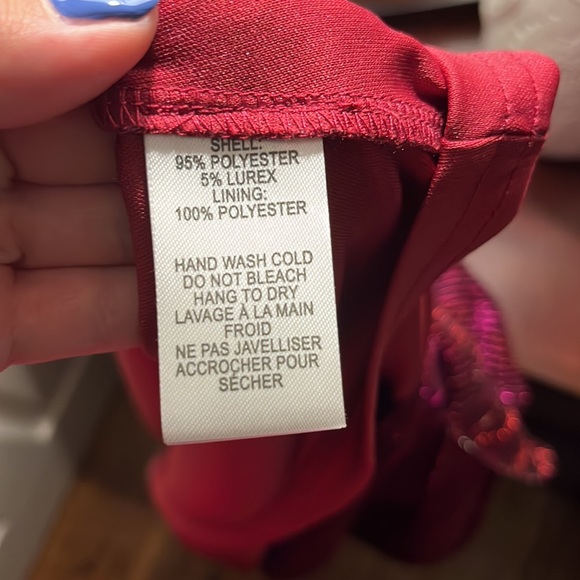 SHELL:
95% POLYESTER
5% LUREX
LINING:
100% POLYESTER
HAND WASH COLD
DO NOT BLEACH
HANG TO DRY
LAVAGE À LA MAIN
FROID
NE PAS JAVELLISER
ACCROCHER POUR
SÉCHER